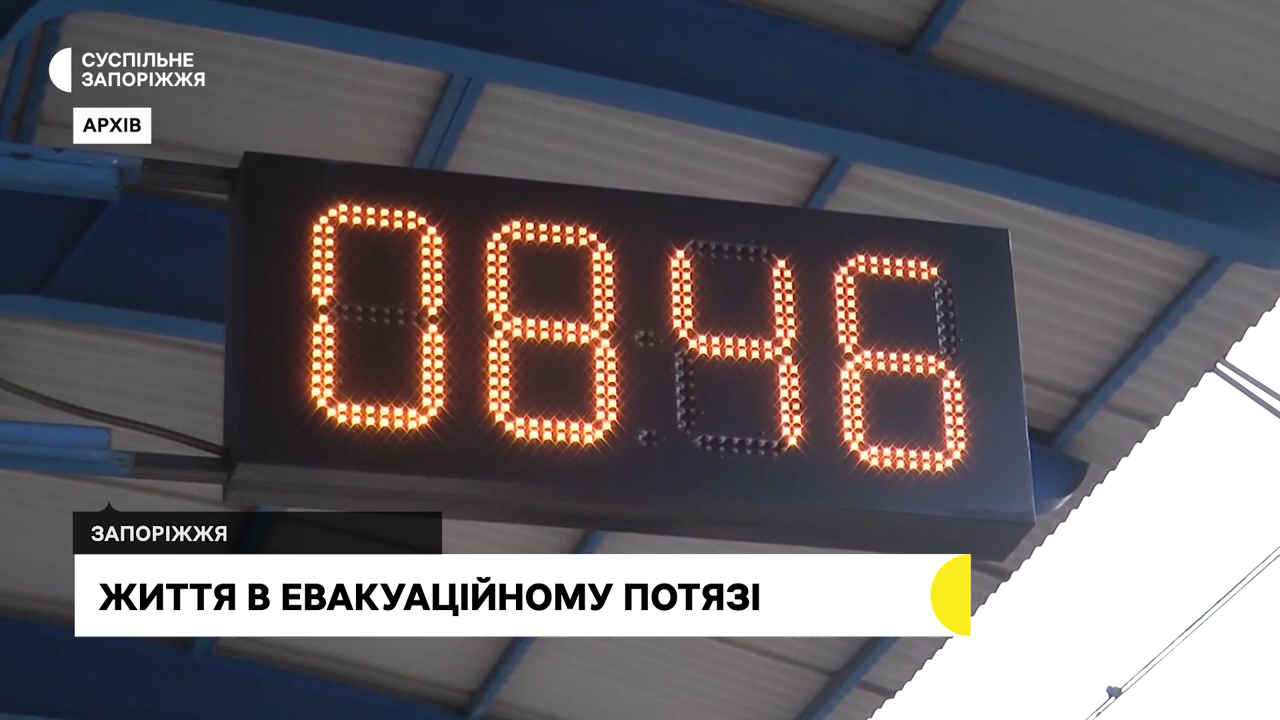 СУСПІЛЬНЕ
ЗАПОРІЖЖЯ
АРХІВ
08 46
ЗАПОРІЖЖЯ
ЖИТТЯ В ЕВАКУАЦІЙНОМУ ПОТЯЗІ